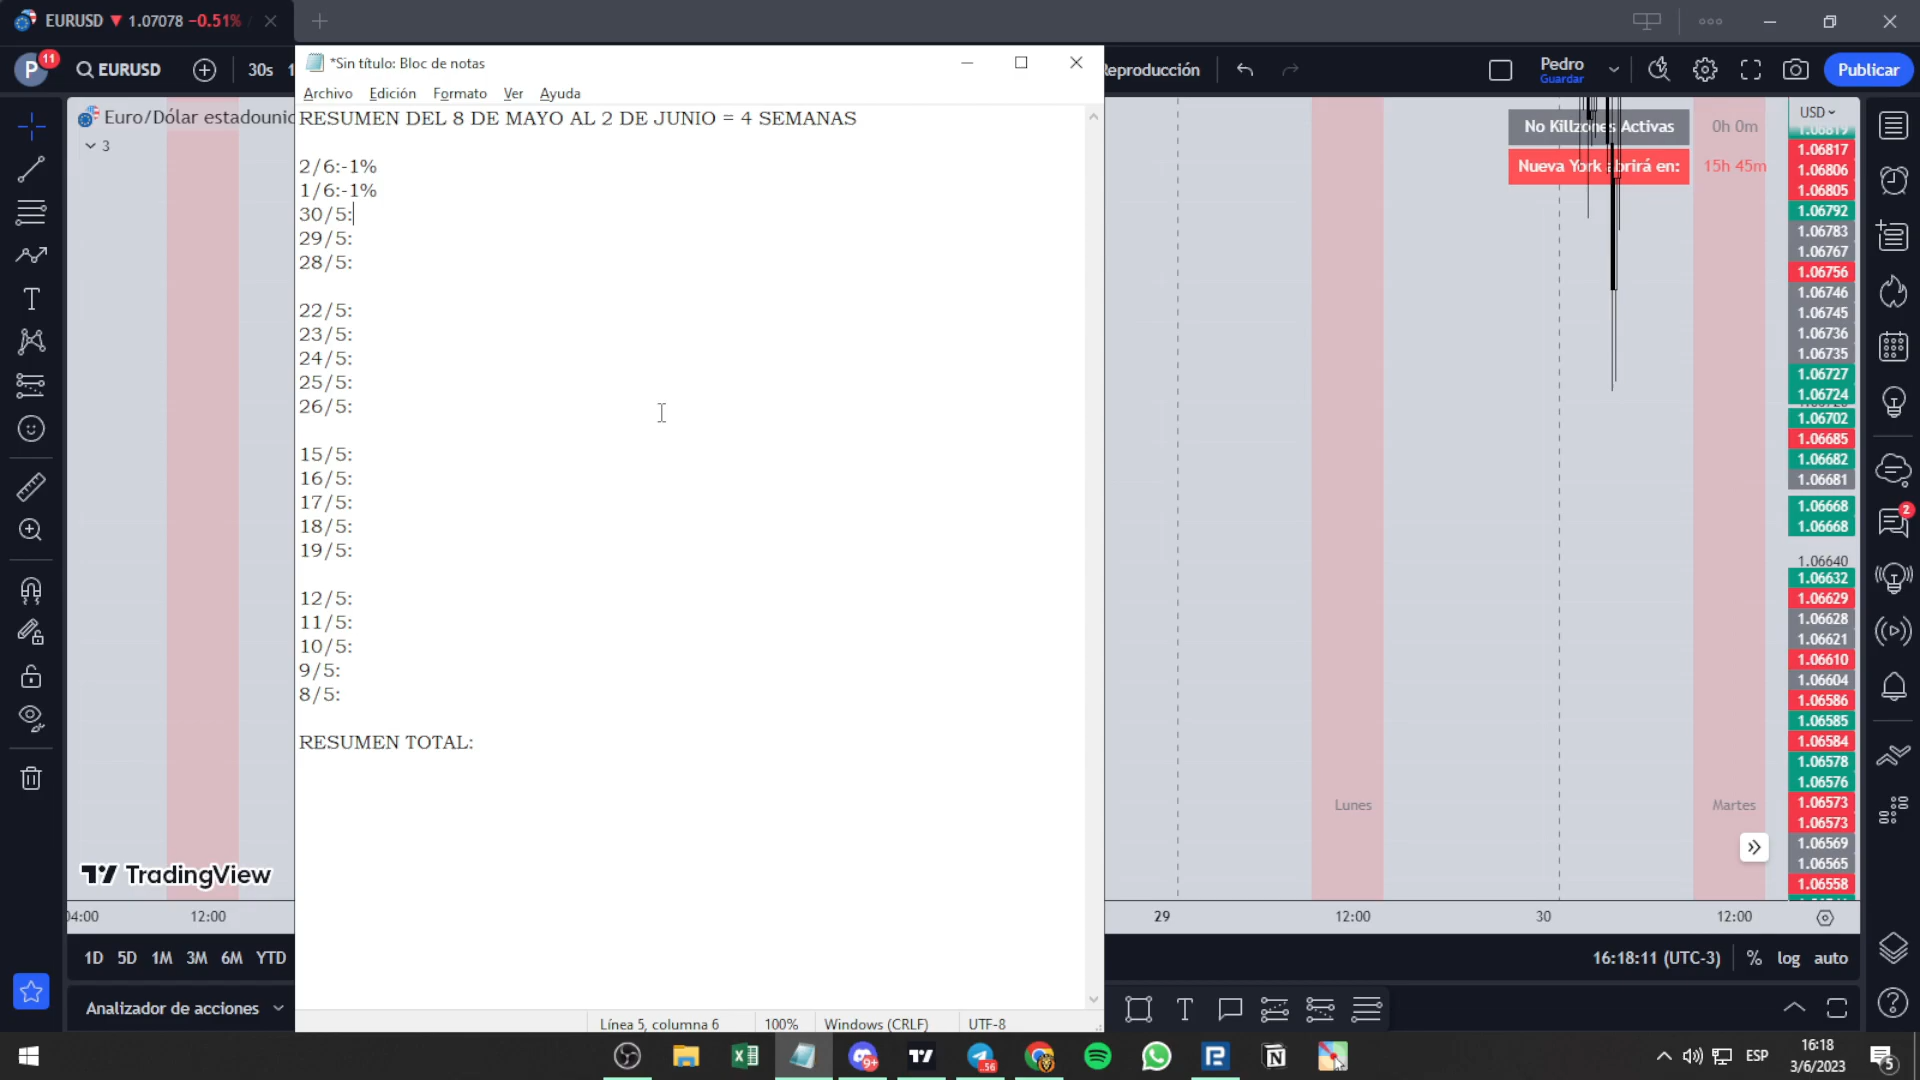 EURUSD ▼ 1.07078 −0.51%
P 11 EURUSD 30s
*Sin título: Bloc de notas
Archivo Edición Formato Ver Ayuda
RESUMEN DEL 8 DE MAYO AL 2 DE JUNIO = 4 SEMANAS
2/6:-1%
1/6:-1%
30/5:
29/5:
28/5:
22/5:
23/5:
24/5:
25/5:
26/5:
15/5:
16/5:
17/5:
18/5:
19/5:
12/5:
11/5:
10/5:
9/5:
8/5:
RESUMEN TOTAL:
Línea 5, columna 6 100% Windows (CRLF) UTF-8
Reproducción
Pedro
Guardar
Publicar
Euro/Dólar
3
No Killzones Activas 0h 0m
Nueva York abrirá en: 15h 45m
USD
1.06819
1.06817
1.06806
1.06805
1.06792
1.06783
1.06767
1.06756
1.06746
1.06745
1.06736
1.06735
1.06727
1.06724
1.06702
1.06685
1.06682
1.06681
1.06668
1.06668
1.06640
1.06632
1.06629
1.06628
1.06621
1.06610
1.06604
1.06586
1.06585
1.06584
1.06578
1.06576
1.06573
1.06573
1.06569
1.06565
1.06558
2
Lunes Martes
TradingView
04:00 12:00 29 12:00 30 12:00
1D 5D 1M 3M 6M YTD
16:18:11 (UTC-3) % log auto
Analizador de acciones
9+
56
ESP
16:18
3/6/2023
5